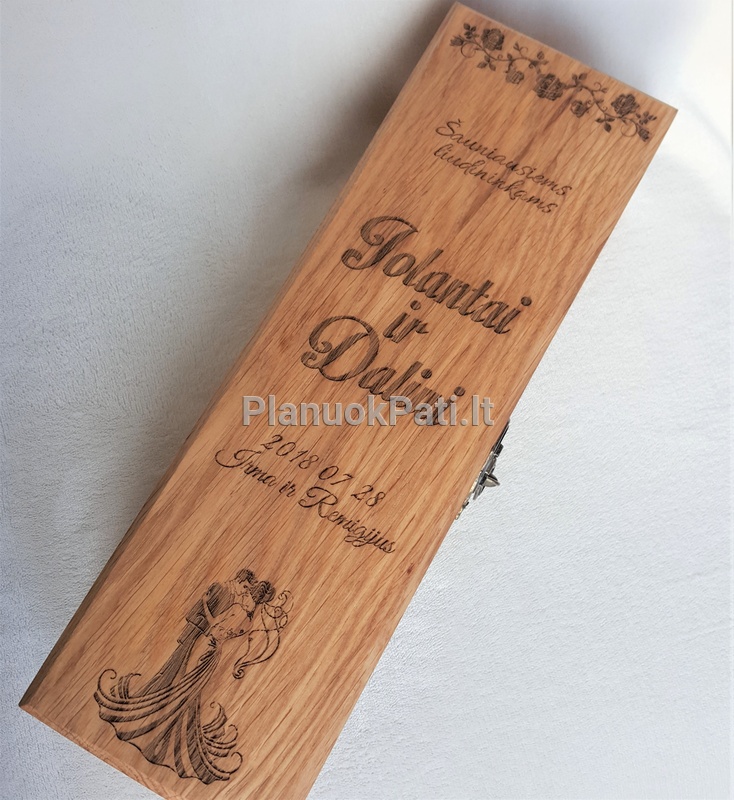 Šauniausiems
liudininkams
Jolantai
ir
Daliui
PlanuokPati.lt
2018 07 28
Irma ir Remigijus